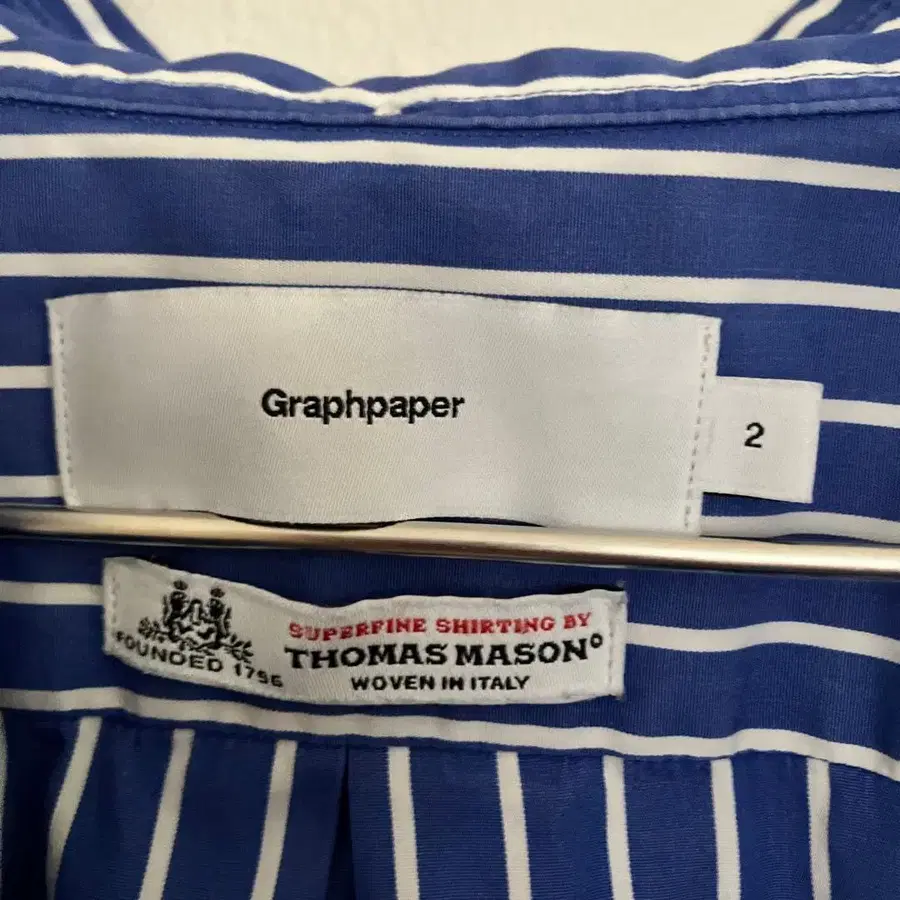 Graphpaper
2
SUPERFINE SHIRTING BY
THOMAS MASON°
WOVEN IN ITALY
FOUNDED 1796